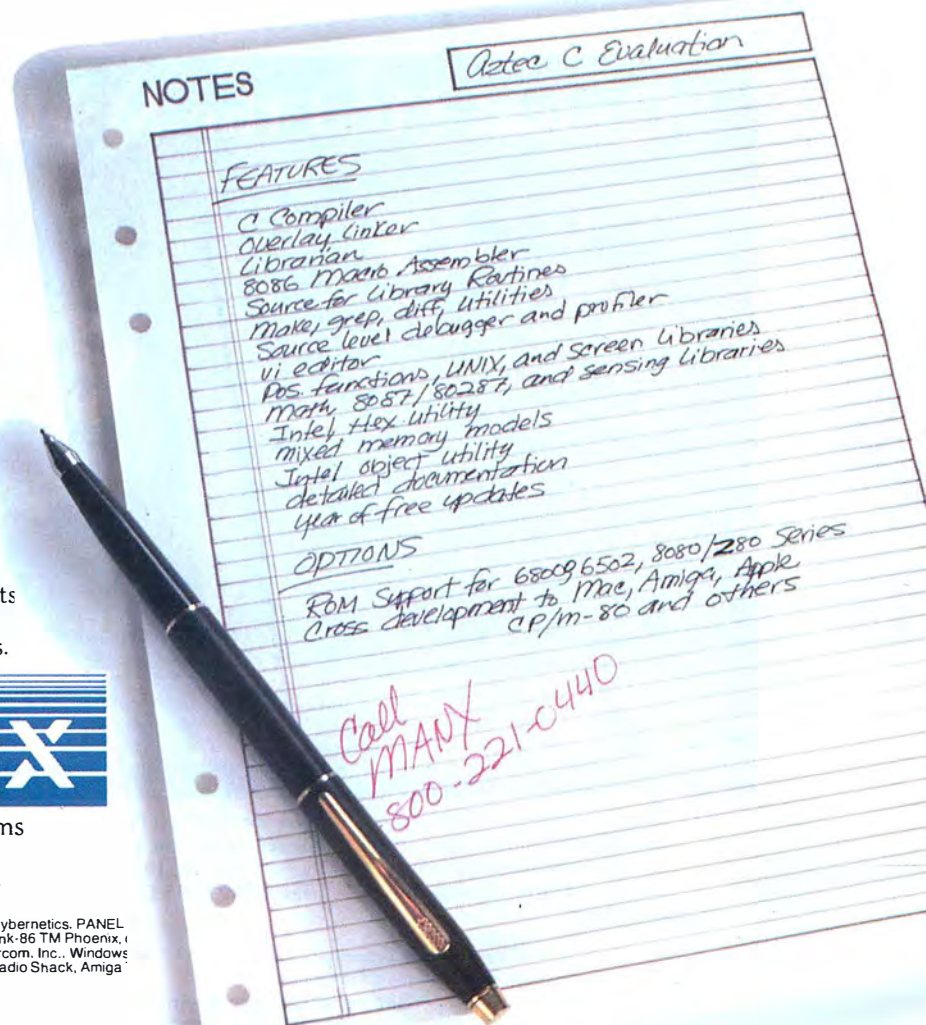 NOTES
Aztec C Evaluation
FEATURES
C Compiler
Overlay Linker
Librarian
8086 Macro Assembler
Source for Library Routines
Make, grep, diff, utilities
Source level debugger and profiler
vi editor
Dos. functions, UNIX, and screen libraries
math, 8087/80287, and sensing libraries
Intel Hex utility
mixed memory models
Intel object utility
detailed documentation
year of free updates
OPTIONS
ROM Support for 6502, 8080/Z80 Series
Cross development to Mac, Amiga, Apple
CP/m-80 and others
Call
MANX
800-221-0440
ts
s.
X
ms
ybernetics. PANEL
nk-86 TM Phoenix,
rcom. Inc.. Windows
adio Shack, Amiga